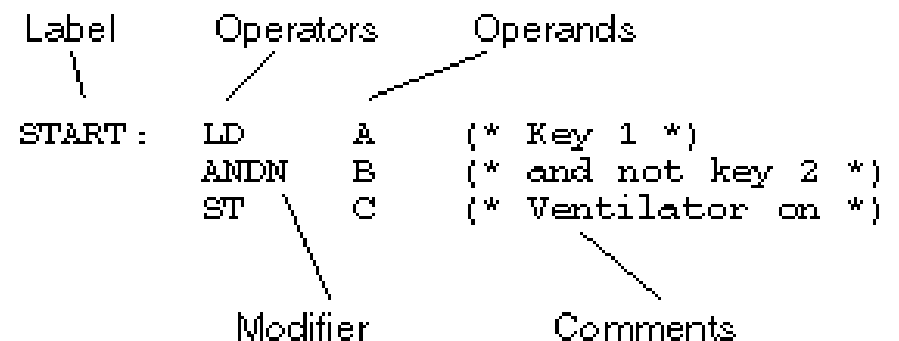 Label Operators Operands
START: LD A (* Key 1 *)
ANDN B (* and not key 2 *)
ST C (* Ventilator on *)
Modifier Comments